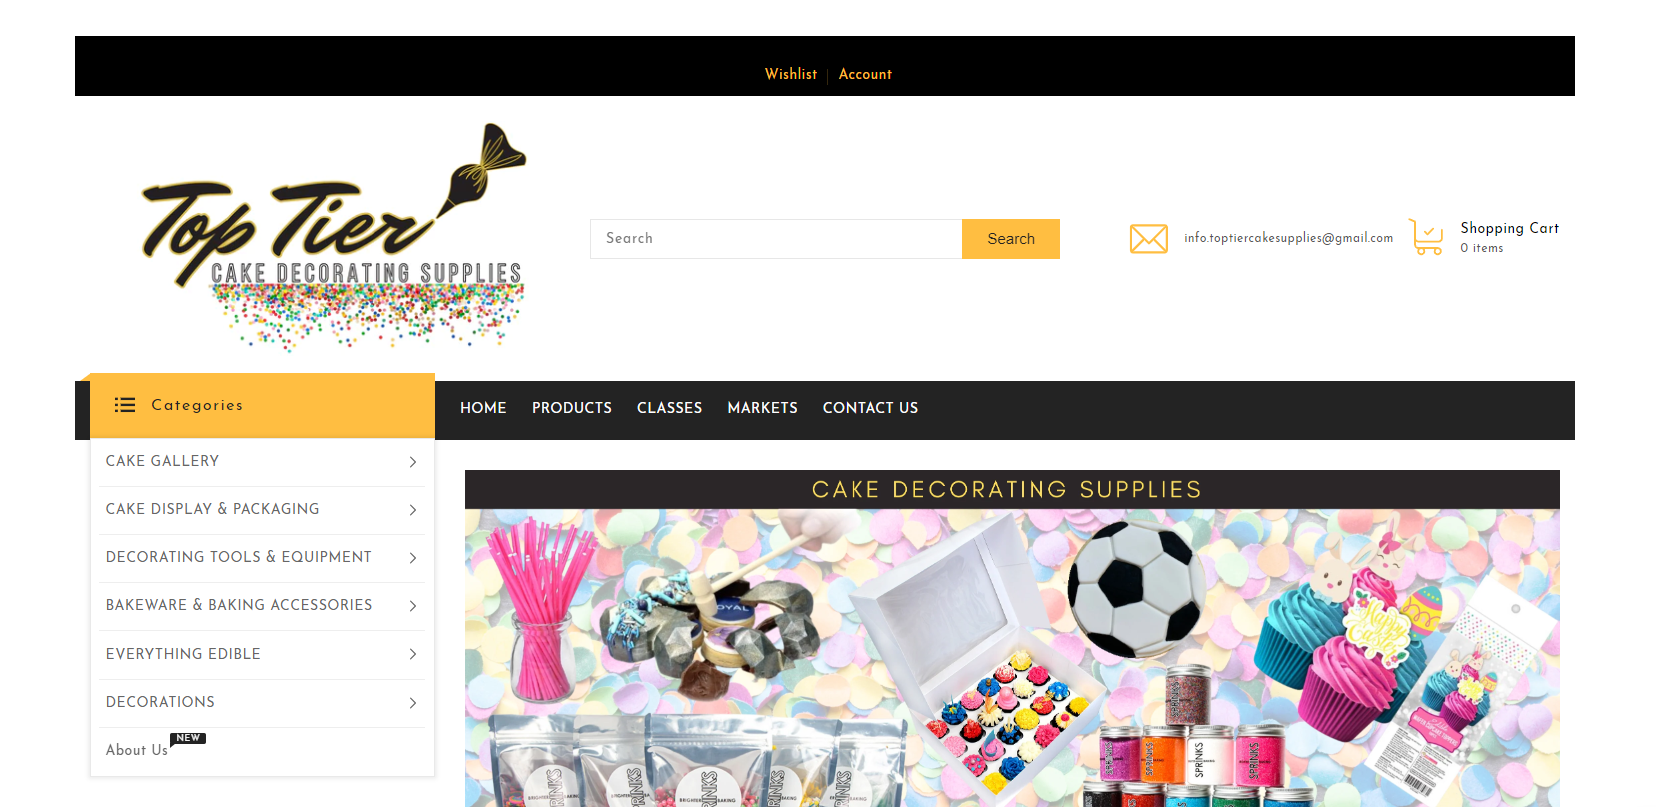 Wishlist
Account
Top Tier
CAKE DECORATING SUPPLIES
Search
Search
info.toptiercakesupplies@gmail.com
Shopping Cart
0 items
Categories
HOME
PRODUCTS
CLASSES
MARKETS
CONTACT US
CAKE GALLERY
CAKE DISPLAY & PACKAGING
DECORATING TOOLS & EQUIPMENT
BAKEWARE & BAKING ACCESSORIES
EVERYTHING EDIBLE
DECORATIONS
About Us
NEW
CAKE DECORATING SUPPLIES
Happy
Easter
SPRINKS
SPRINKS
SPRINKS
SPRINKS
SPRINKS